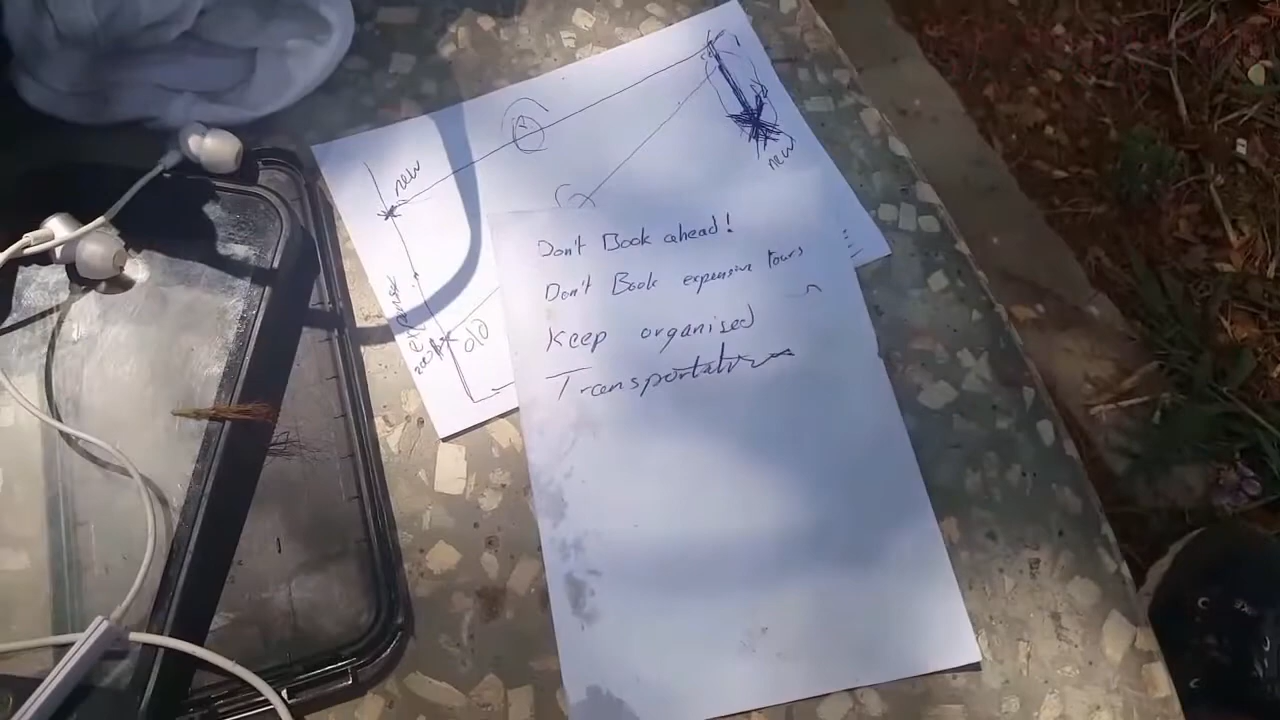 new
new
Don't Book ahead!
Don't Book expensive tours
Keep organised
Transportation
old